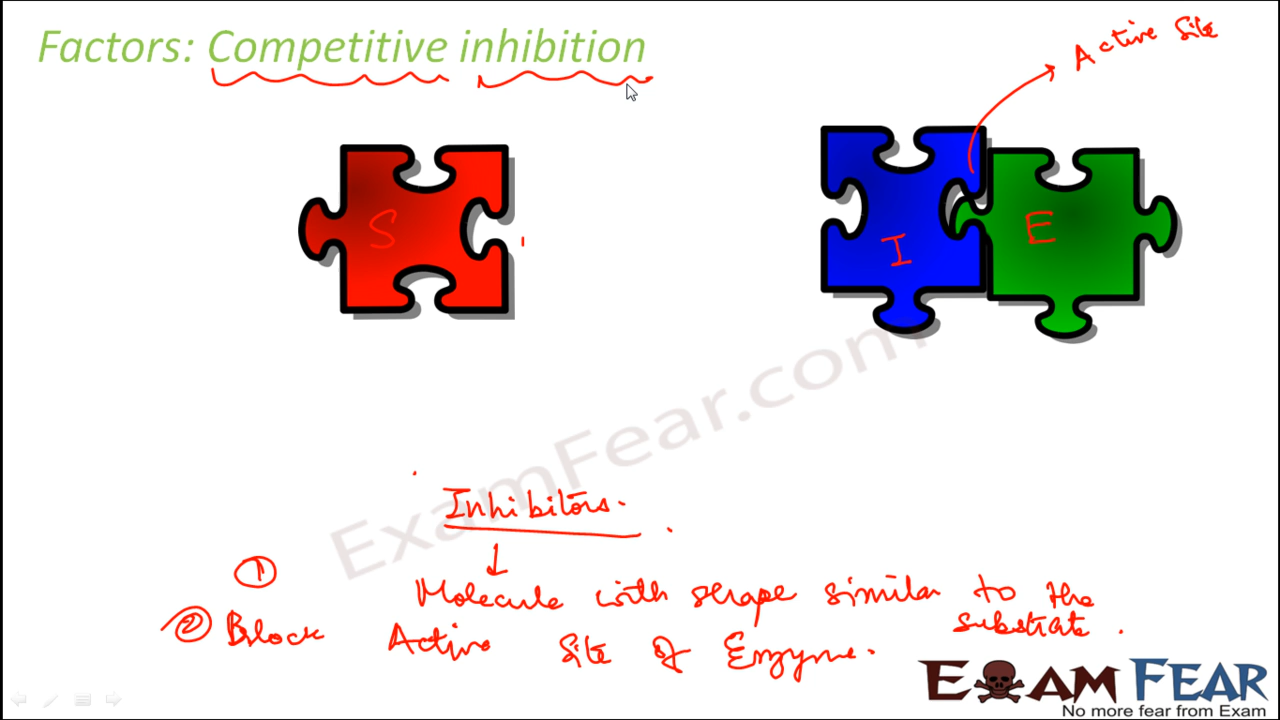 Factors: Competitive inhibition
Active Site
S
I
E
ExamFear.com
Inhibitors.
① Molecule with shape similar to the
substrate.
② Block Active Site of Enzyme.
EXAM FEAR
No more fear from Exam